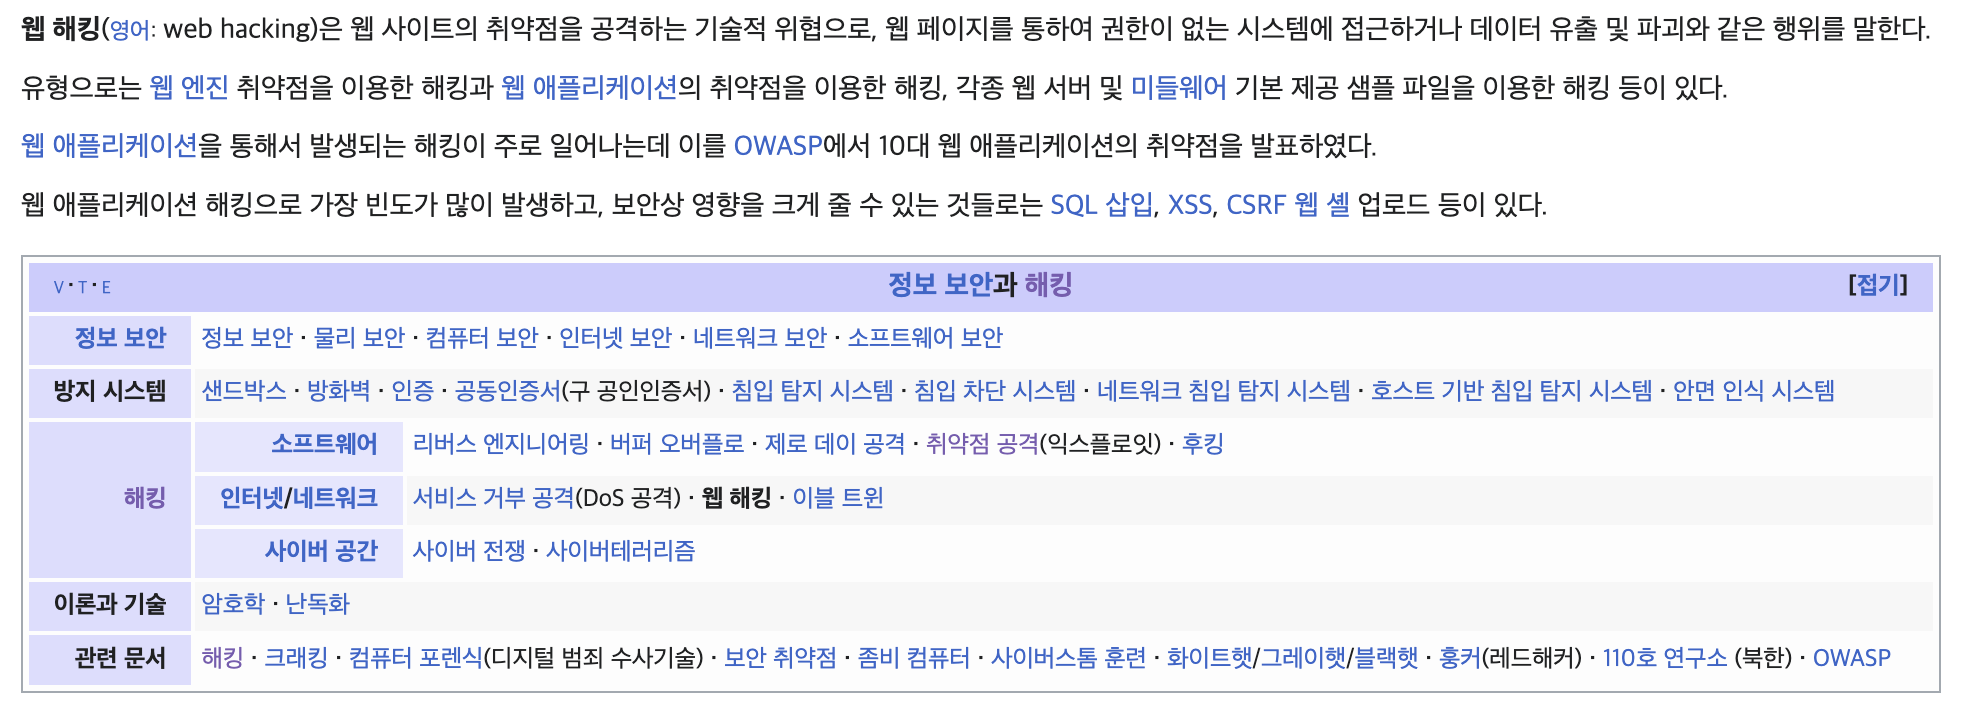 웹 해킹(영어: web hacking)은 웹 사이트의 취약점을 공격하는 기술적 위협으로, 웹 페이지를 통하여 권한이 없는 시스템에 접근하거나 데이터 유출 및 파괴와 같은 행위를 말한다.
유형으로는 웹 엔진 취약점을 이용한 해킹과 웹 애플리케이션의 취약점을 이용한 해킹, 각종 웹 서버 및 미들웨어 기본 제공 샘플 파일을 이용한 해킹 등이 있다.
웹 애플리케이션을 통해서 발생되는 해킹이 주로 일어나는데 이를 OWASP에서 10대 웹 애플리케이션의 취약점을 발표하였다.
웹 애플리케이션 해킹으로 가장 빈도가 많이 발생하고, 보안상 영향을 크게 줄 수 있는 것들로는 SQL 삽입, XSS, CSRF 웹 셸 업로드 등이 있다.
V · T · E 정보 보안과 해킹 [접기]
정보 보안 정보 보안 · 물리 보안 · 컴퓨터 보안 · 인터넷 보안 · 네트워크 보안 · 소프트웨어 보안
방지 시스템 샌드박스 · 방화벽 · 인증 · 공동인증서(구 공인인증서) · 침입 탐지 시스템 · 침입 차단 시스템 · 네트워크 침입 탐지 시스템 · 호스트 기반 침입 탐지 시스템 · 안면 인식 시스템
소프트웨어 리버스 엔지니어링 · 버퍼 오버플로 · 제로 데이 공격 · 취약점 공격(익스플로잇) · 후킹
해킹 인터넷/네트워크 서비스 거부 공격(DoS 공격) · 웹 해킹 · 이블 트윈
사이버 공간 사이버 전쟁 · 사이버테러리즘
이론과 기술 암호학 · 난독화
관련 문서 해킹 · 크래킹 · 컴퓨터 포렌식(디지털 범죄 수사기술) · 보안 취약점 · 좀비 컴퓨터 · 사이버스톰 훈련 · 화이트햇/그레이햇/블랙햇 · 훙커(레드해커) · 110호 연구소 (북한) · OWASP